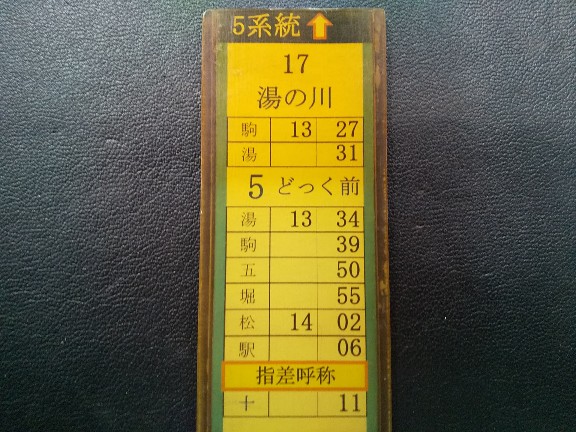 5系統 ↑
17
湯の川
駒 13 27
湯 31
5 どっく前
湯 13 34
駒 39
五 50
堀 55
松 14 02
駅 06
指差呼称
十 11